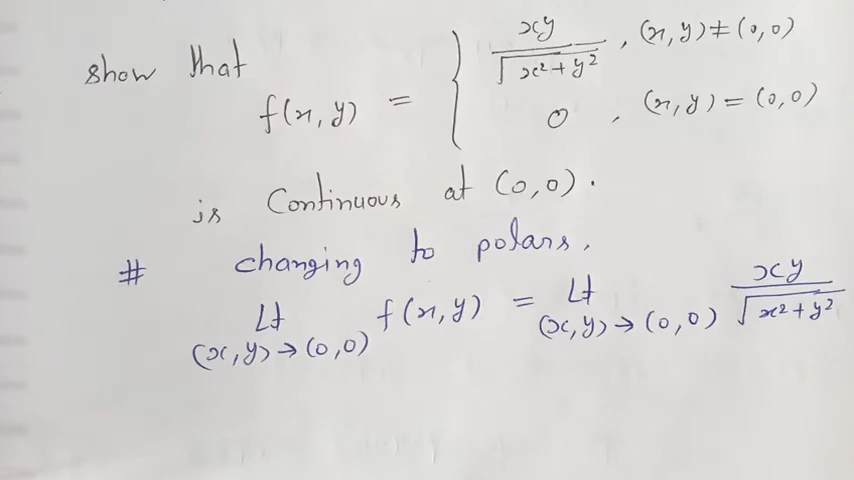 show that
f(x, y) = { xy / √(x² + y²) , (x, y) ≠ (0, 0)
0 , (x, y) = (0, 0)
is Continuous at (0, 0).
# changing to polars,
Lt (x, y) → (0, 0) f(x, y) = Lt (x, y) → (0, 0) xy / √(x² + y²)